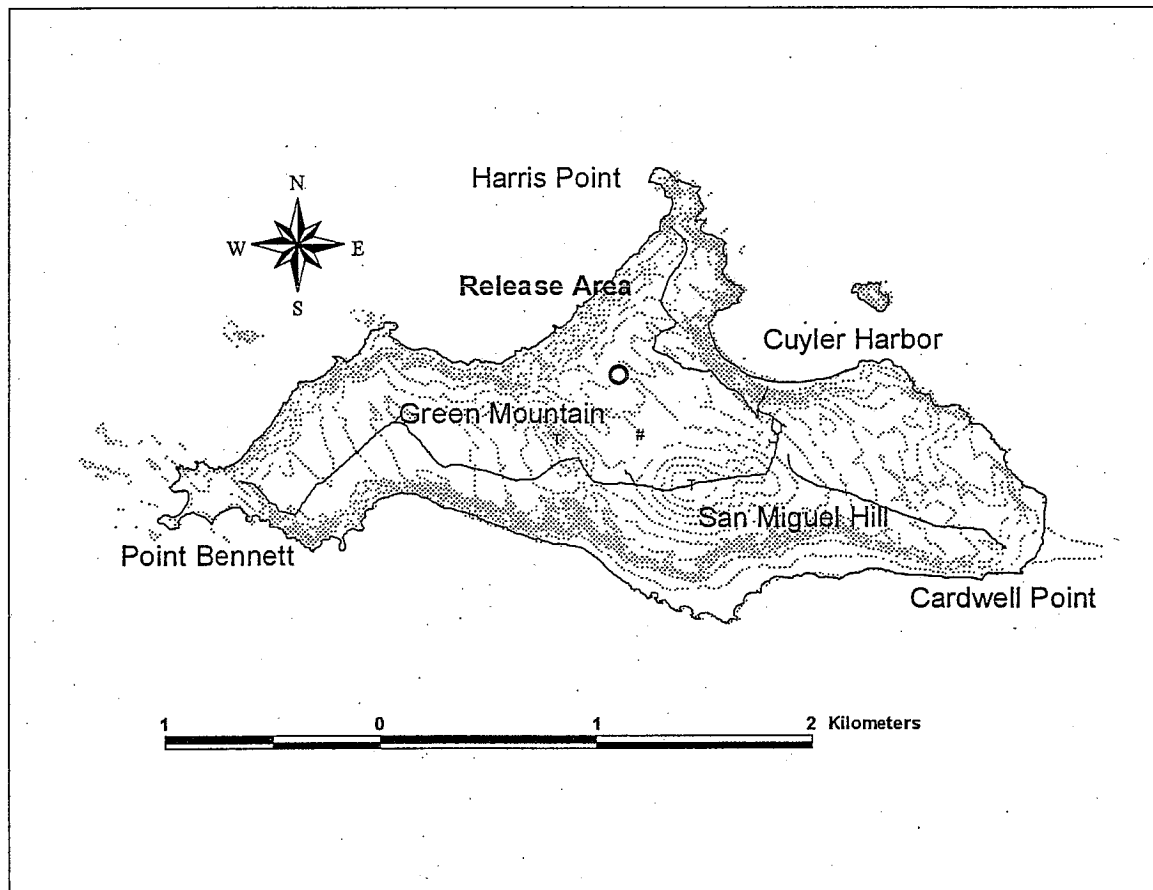 Harris Point
N
W E
S
Release Area
Cuyler Harbor
Green Mountain
T #
T
San Miguel Hill
Point Bennett
Cardwell Point
1 0 1 2 Kilometers